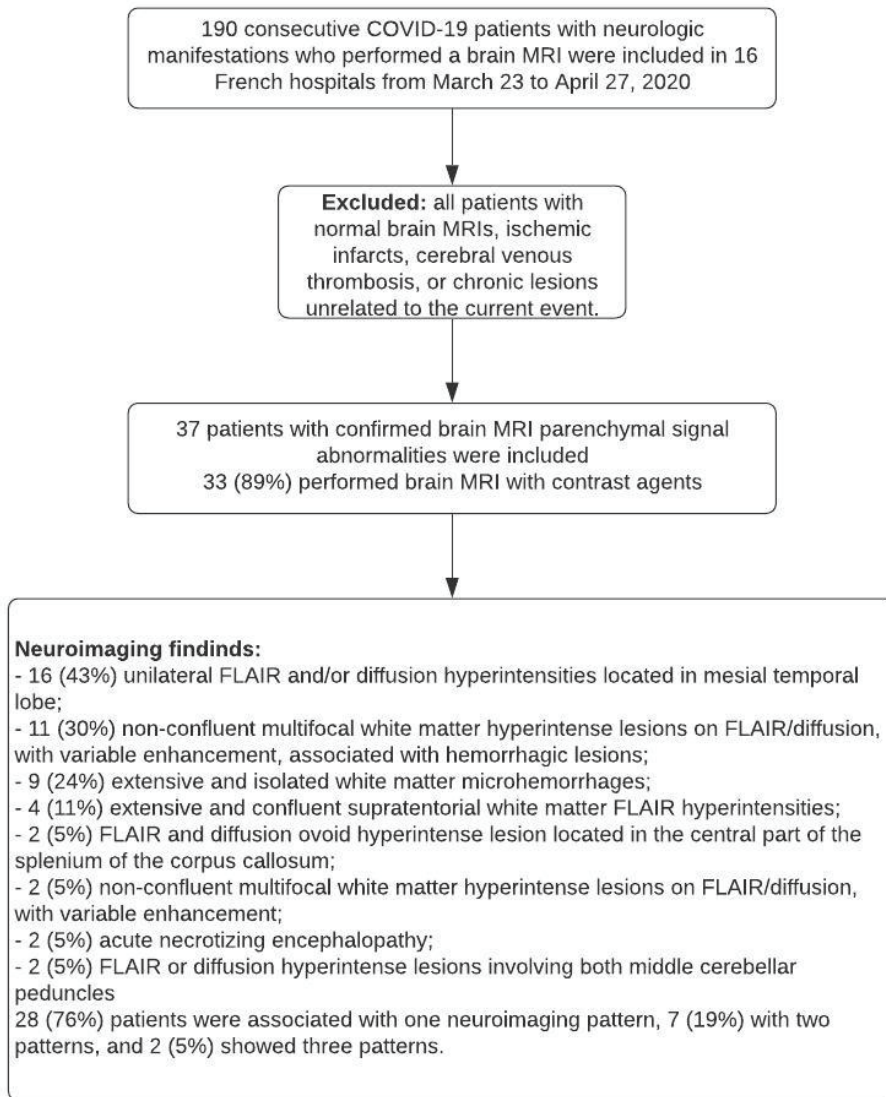 190 consecutive COVID-19 patients with neurologic
manifestations who performed a brain MRI were included in 16
French hospitals from March 23 to April 27, 2020
Excluded: all patients with
normal brain MRIs, ischemic
infarcts, cerebral venous
thrombosis, or chronic lesions
unrelated to the current event.
37 patients with confirmed brain MRI parenchymal signal
abnormalities were included
33 (89%) performed brain MRI with contrast agents
Neuroimaging findinds:
- 16 (43%) unilateral FLAIR and/or diffusion hyperintensities located in mesial temporal
lobe;
- 11 (30%) non-confluent multifocal white matter hyperintense lesions on FLAIR/diffusion,
with variable enhancement, associated with hemorrhagic lesions;
- 9 (24%) extensive and isolated white matter microhemorrhages;
- 4 (11%) extensive and confluent supratentorial white matter FLAIR hyperintensities;
- 2 (5%) FLAIR and diffusion ovoid hyperintense lesion located in the central part of the
splenium of the corpus callosum;
- 2 (5%) non-confluent multifocal white matter hyperintense lesions on FLAIR/diffusion,
with variable enhancement;
- 2 (5%) acute necrotizing encephalopathy;
- 2 (5%) FLAIR or diffusion hyperintense lesions involving both middle cerebellar
peduncles
28 (76%) patients were associated with one neuroimaging pattern, 7 (19%) with two
patterns, and 2 (5%) showed three patterns.